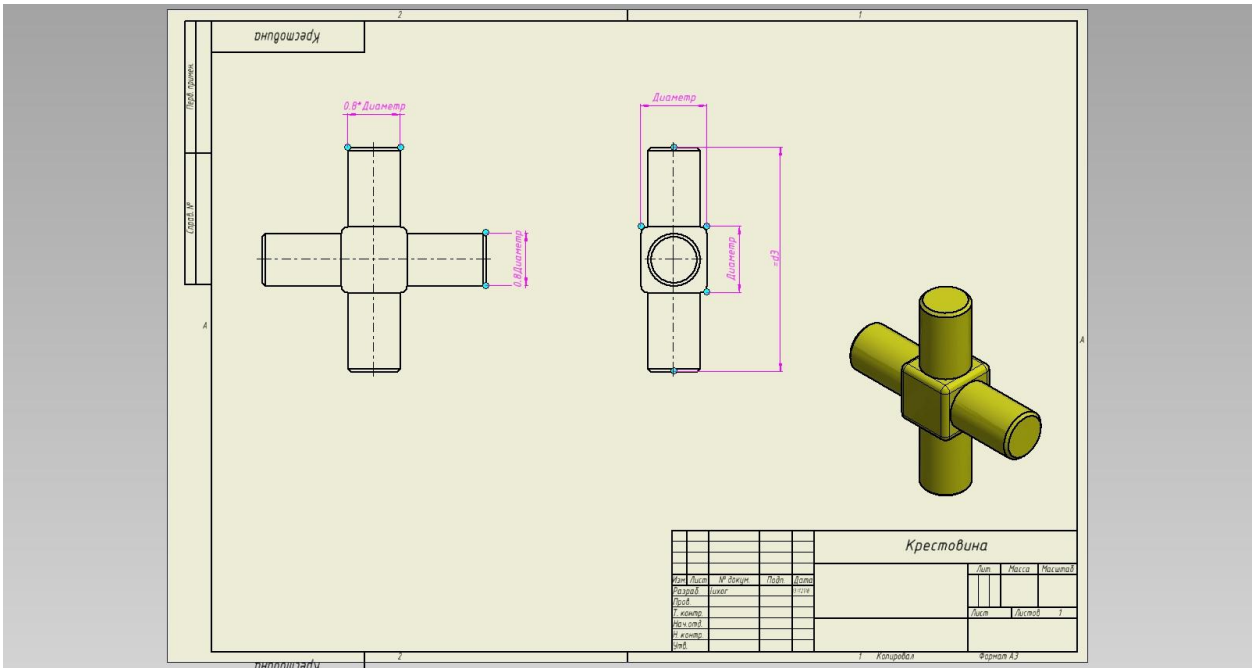 2
1
Крестовина
Перв. примен.
Справ. №
0.8* Диаметр
Диаметр
0.8Диаметр
Диаметр
=d3
A
A
Крестовина
Лит.
Масса
Масштаб
Изм.
Лист
№ докум.
Подп.
Дата
Разраб.
Пров.
Т. контр.
Лист
Листов
1
Нач.отд.
Н. контр.
Утв.
2
1
Копировал
Формат А3
Крестовина